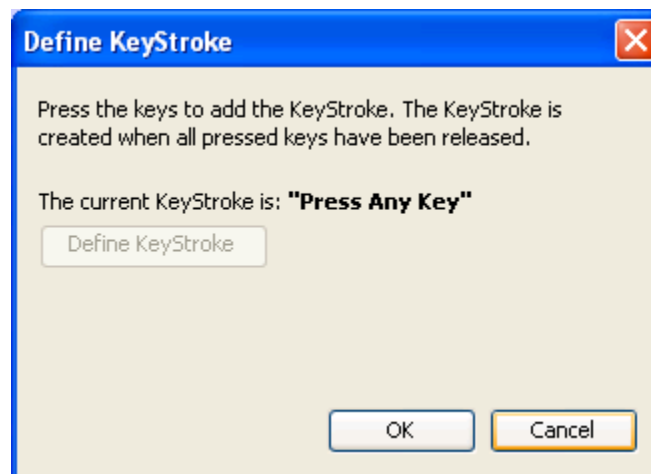 Define KeyStroke
Press the keys to add the KeyStroke. The KeyStroke is
created when all pressed keys have been released.
The current KeyStroke is: "Press Any Key"
Define KeyStroke
OK
Cancel